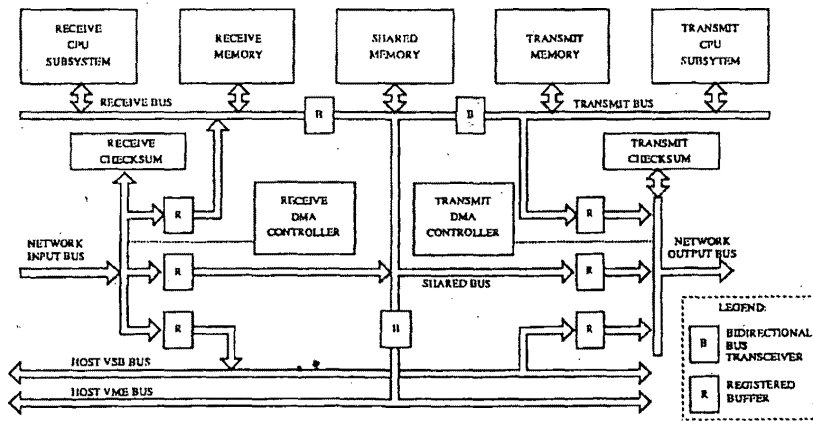 RECEIVE
CPU
SUBSYSTEM
RECEIVE
MEMORY
SHARED
MEMORY
TRANSMIT
MEMORY
TRANSMIT
CPU
SUBSYTEM
RECEIVE BUS
TRANSMIT BUS
B
B
RECEIVE
CHECKSUM
TRANSMIT
CHECKSUM
R
RECEIVE
DMA
CONTROLLER
TRANSMIT
DMA
CONTROLLER
R
NETWORK
INPUT BUS
NETWORK
OUTPUT BUS
R
R
SHARED BUS
R
B
R
LEGEND:
B
BIDIRECTIONAL
BUS
TRANSCEIVER
HOST VSB BUS
HOST VME BUS
R
REGISTERED
BUFFER